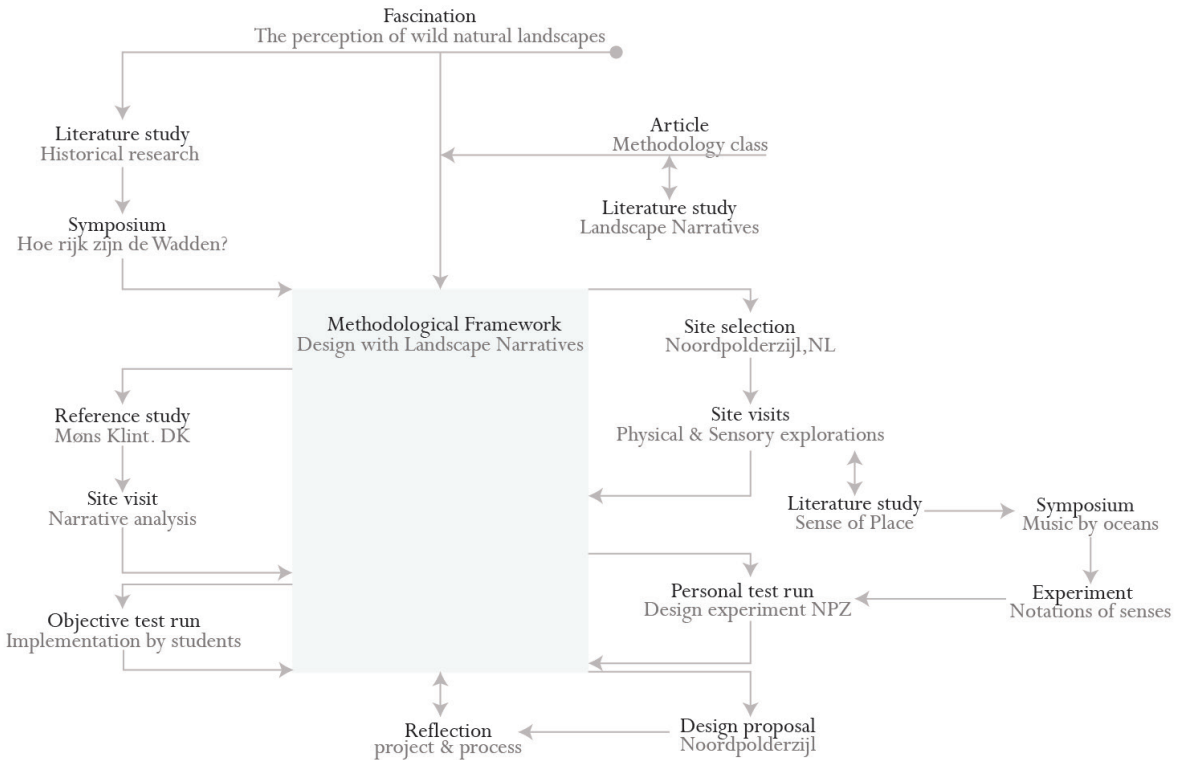 Fascination
The perception of wild natural landscapes
Literature study
Historical research
Article
Methodology class
Literature study
Landscape Narratives
Symposium
Hoe rijk zijn de Wadden?
Methodological Framework
Design with Landscape Narratives
Site selection
Noordpolderzijl,NL
Reference study
Møns Klint. DK
Site visits
Physical & Sensory explorations
Site visit
Narrative analysis
Literature study
Sense of Place
Symposium
Music by oceans
Objective test run
Implementation by students
Personal test run
Design experiment NPZ
Experiment
Notations of senses
Reflection
project & process
Design proposal
Noordpolderzijl